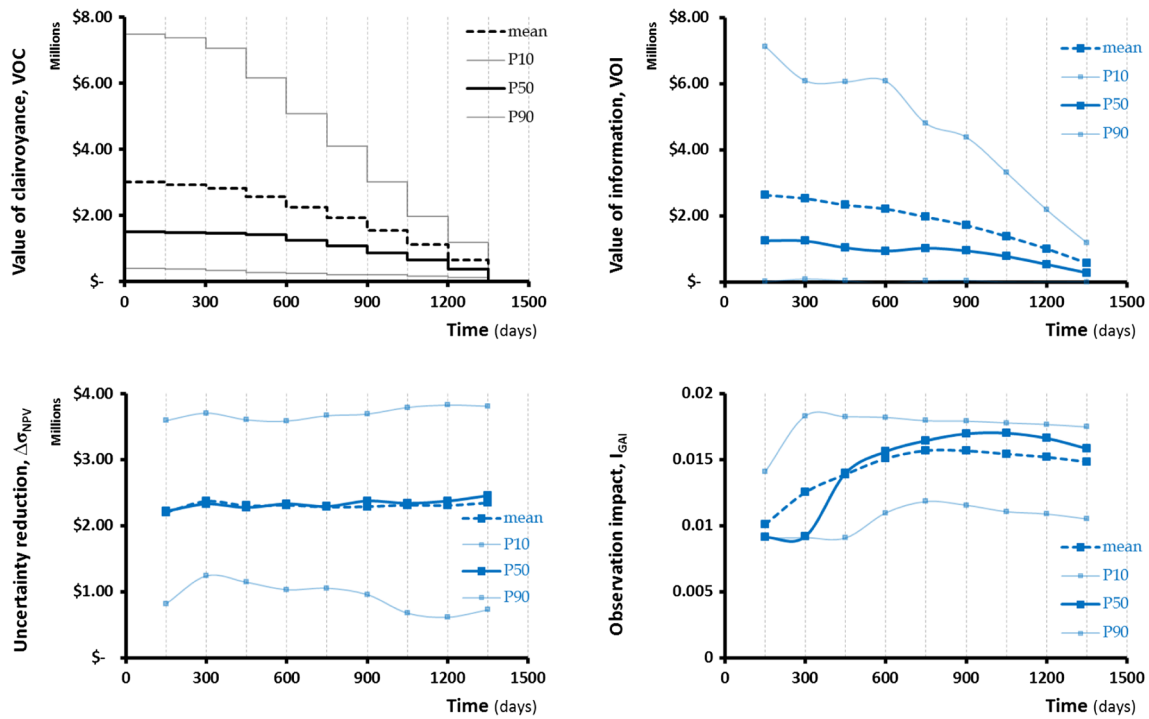 Value of clairvoyance, VOC
Millions
$8.00
$6.00
$4.00
$2.00
$-
0 300 600 900 1200 1500
Time (days)
mean
P10
P50
P90
Value of information, VOI
Millions
$8.00
$6.00
$4.00
$2.00
$-
0 300 600 900 1200 1500
Time (days)
mean
P10
P50
P90
Uncertainty reduction, ΔσNPV
Millions
$4.00
$3.00
$2.00
$1.00
$-
0 300 600 900 1200 1500
Time (days)
mean
P10
P50
P90
Observation impact, IGAI
0.02
0.015
0.01
0.005
0
0 300 600 900 1200 1500
Time (days)
mean
P10
P50
P90